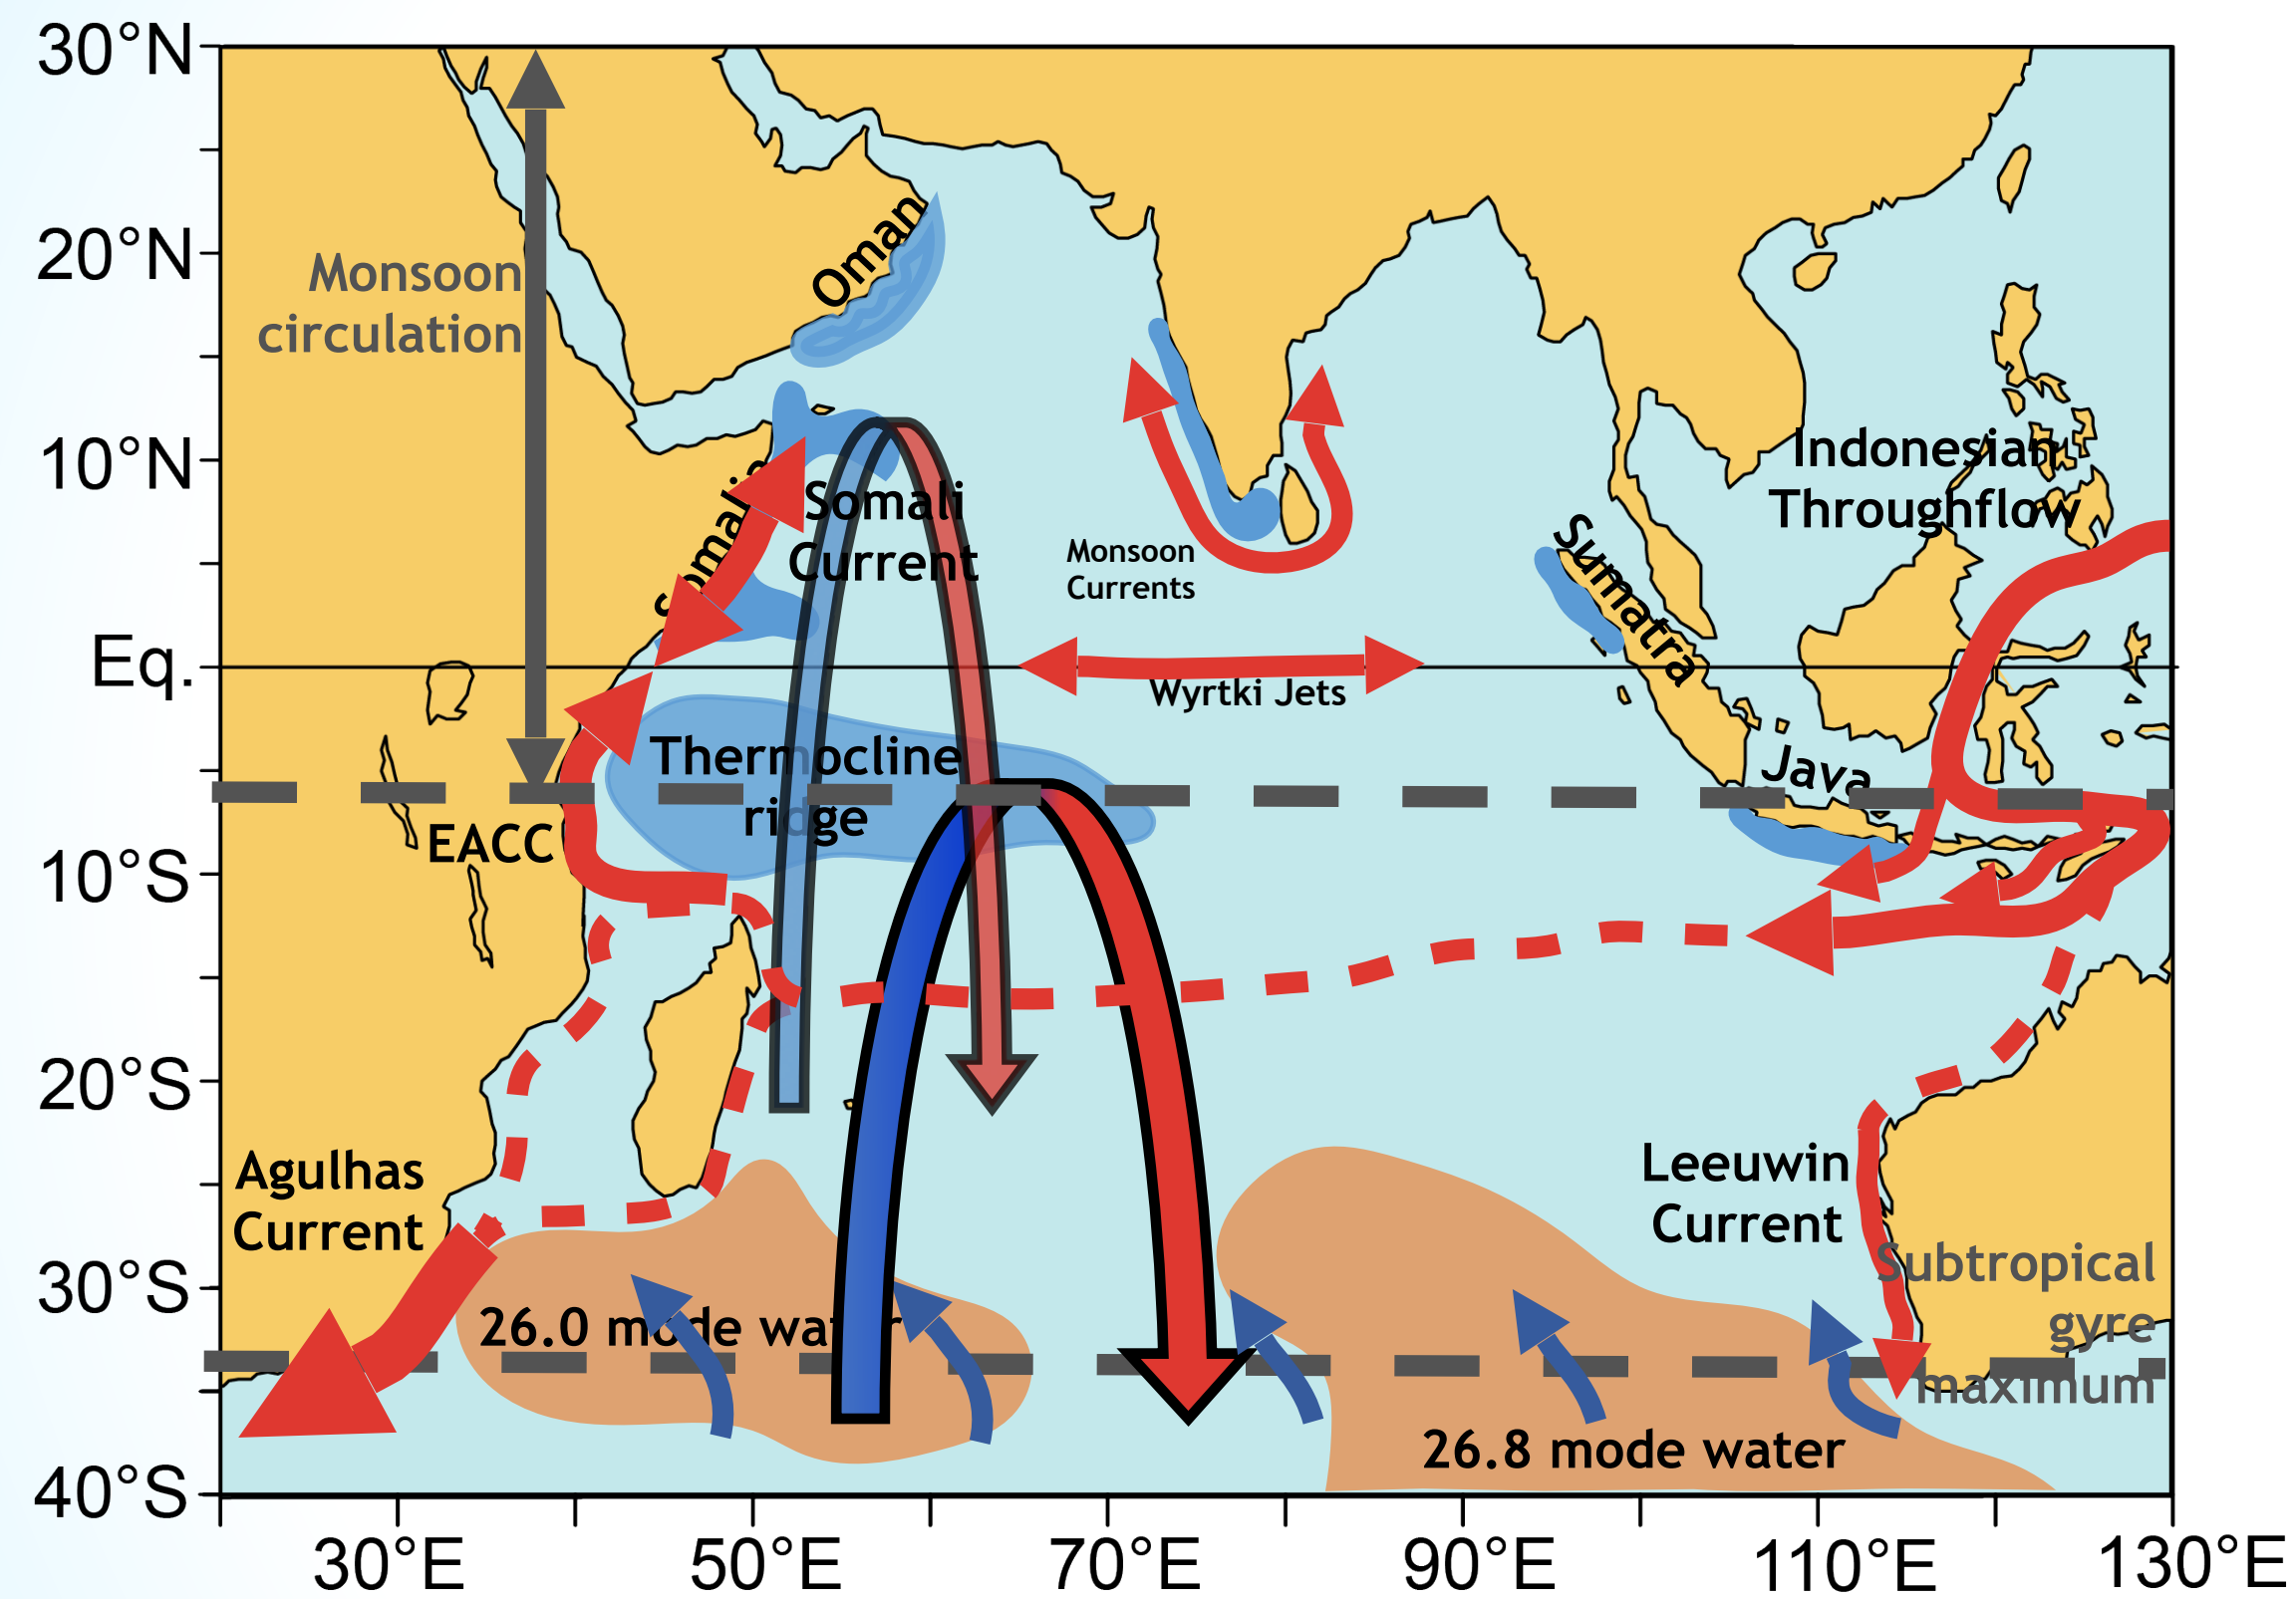 30°N
20°N
10°N
Eq.
10°S
20°S
30°S
40°S
30°E
50°E
70°E
90°E
110°E
130°E
Monsoon
circulation
Oman
Somalia
Somali
Current
Monsoon
Currents
Wyrtki Jets
Sumatra
Java
Indonesian
Throughflow
Thermocline
ridge
EACC
Agulhas
Current
Leeuwin
Current
Subtropical
gyre
maximum
26.0 mode water
26.8 mode water